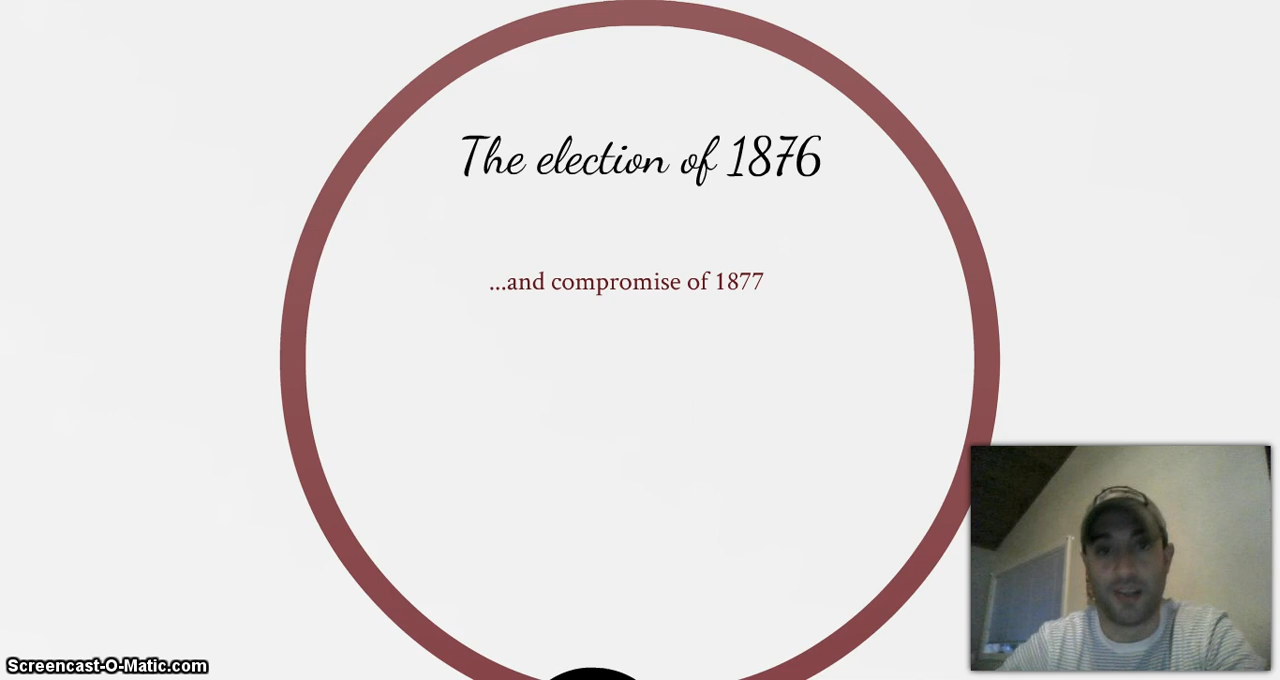 The election of 1876
...and compromise of 1877
Screencast-O-Matic.com